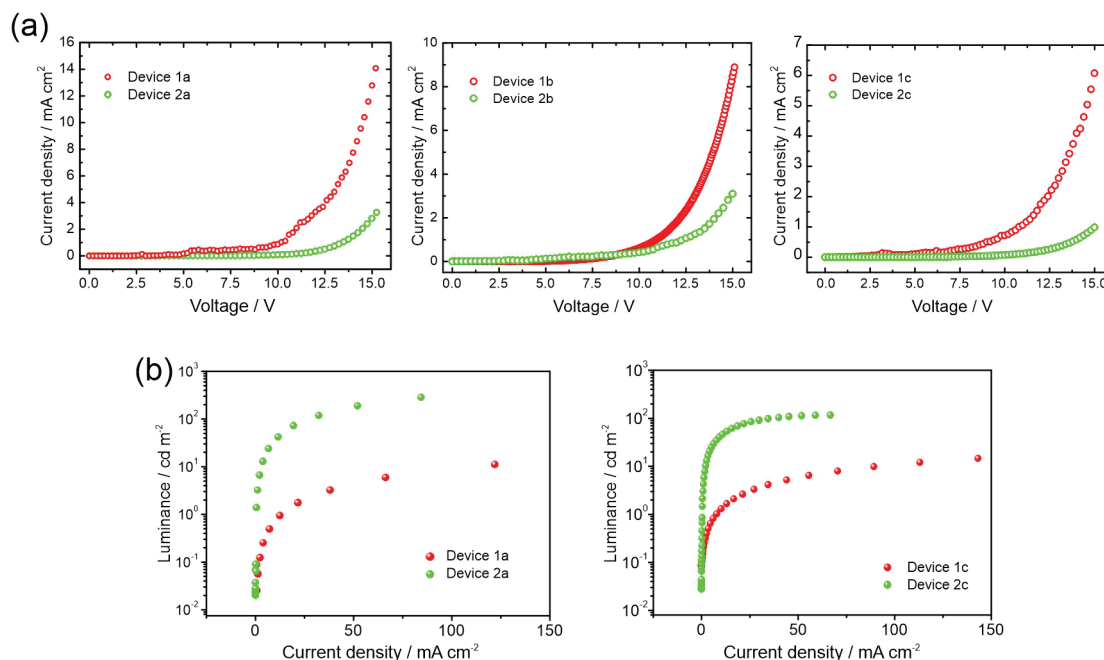 (a)
Current density / mA cm²
16
14
12
10
8
6
4
2
0
Device 1a
Device 2a
0.0 2.5 5.0 7.5 10.0 12.5 15.0
Voltage / V
Current density / mA cm²
10
8
6
4
2
0
Device 1b
Device 2b
0.0 2.5 5.0 7.5 10.0 12.5 15.0
Voltage / V
Current density / mA cm²
7
6
5
4
3
2
1
0
Device 1c
Device 2c
0.0 2.5 5.0 7.5 10.0 12.5 15.0
Voltage / V
(b)
Luminance / cd m⁻²
10³
10²
10¹
10⁰
10⁻¹
10⁻²
Device 1a
Device 2a
0 50 100 150
Current density / mA cm⁻²
Luminance / cd m⁻²
10³
10²
10¹
10⁰
10⁻¹
10⁻²
Device 1c
Device 2c
0 50 100 150
Current density / mA cm⁻²